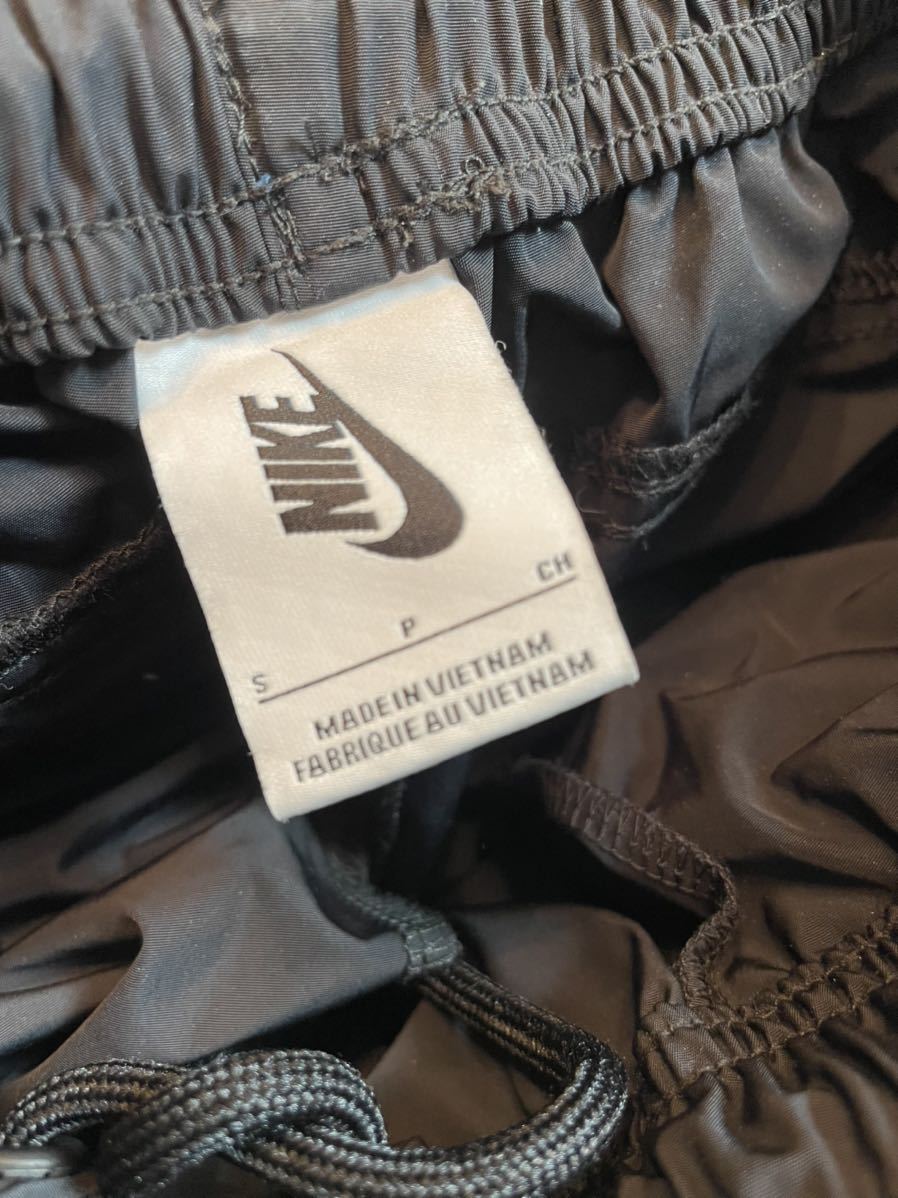 NIKE
S P CH
MADE IN VIETNAM
FABRIQUE AU VIETNAM